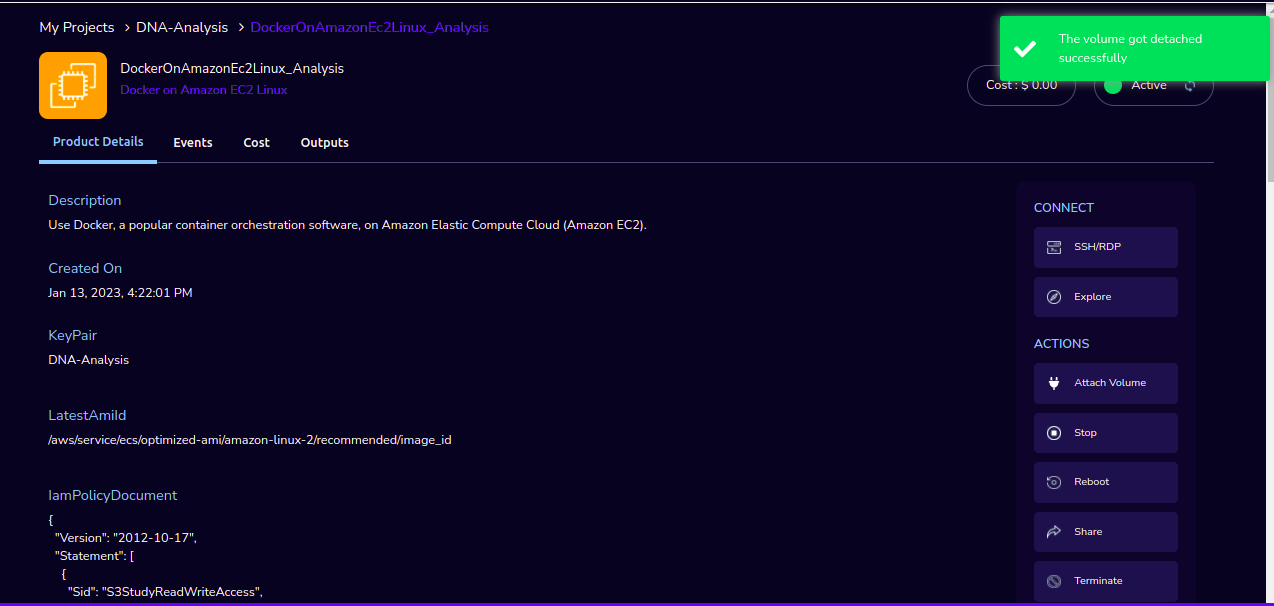 My Projects > DNA-Analysis > DockerOnAmazonEc2Linux_Analysis
The volume got detached
successfully
DockerOnAmazonEc2Linux_Analysis
Docker on Amazon EC2 Linux
Cost : $ 0.00
Active
Product Details
Events
Cost
Outputs
Description
Use Docker, a popular container orchestration software, on Amazon Elastic Compute Cloud (Amazon EC2).
Created On
Jan 13, 2023, 4:22:01 PM
KeyPair
DNA-Analysis
LatestAmiId
/aws/service/ecs/optimized-ami/amazon-linux-2/recommended/image_id
IamPolicyDocument
{
"Version": "2012-10-17",
"Statement": [
{
"Sid": "S3StudyReadWriteAccess",
CONNECT
SSH/RDP
Explore
ACTIONS
Attach Volume
Stop
Reboot
Share
Terminate